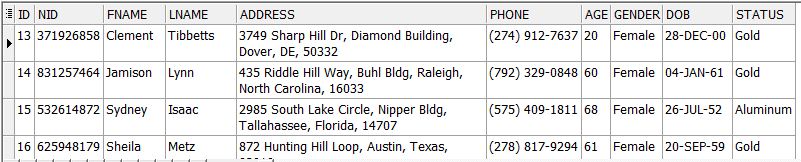 ID NID FNAME LNAME ADDRESS PHONE AGE GENDER DOB STATUS
13 371926858 Clement Tibbetts 3749 Sharp Hill Dr, Diamond Building, (274) 912-7637 20 Female 28-DEC-00 Gold
Dover, DE, 50332
14 831257464 Jamison Lynn 435 Riddle Hill Way, Buhl Bldg, Raleigh, (792) 329-0848 60 Female 04-JAN-61 Gold
North Carolina, 16033
15 532614872 Sydney Isaac 2985 South Lake Circle, Nipper Bldg, (575) 409-1811 68 Female 26-JUL-52 Aluminum
Tallahassee, Florida, 14707
16 625948179 Sheila Metz 872 Hunting Hill Loop, Austin, Texas, (278) 817-9294 61 Female 20-SEP-59 Gold